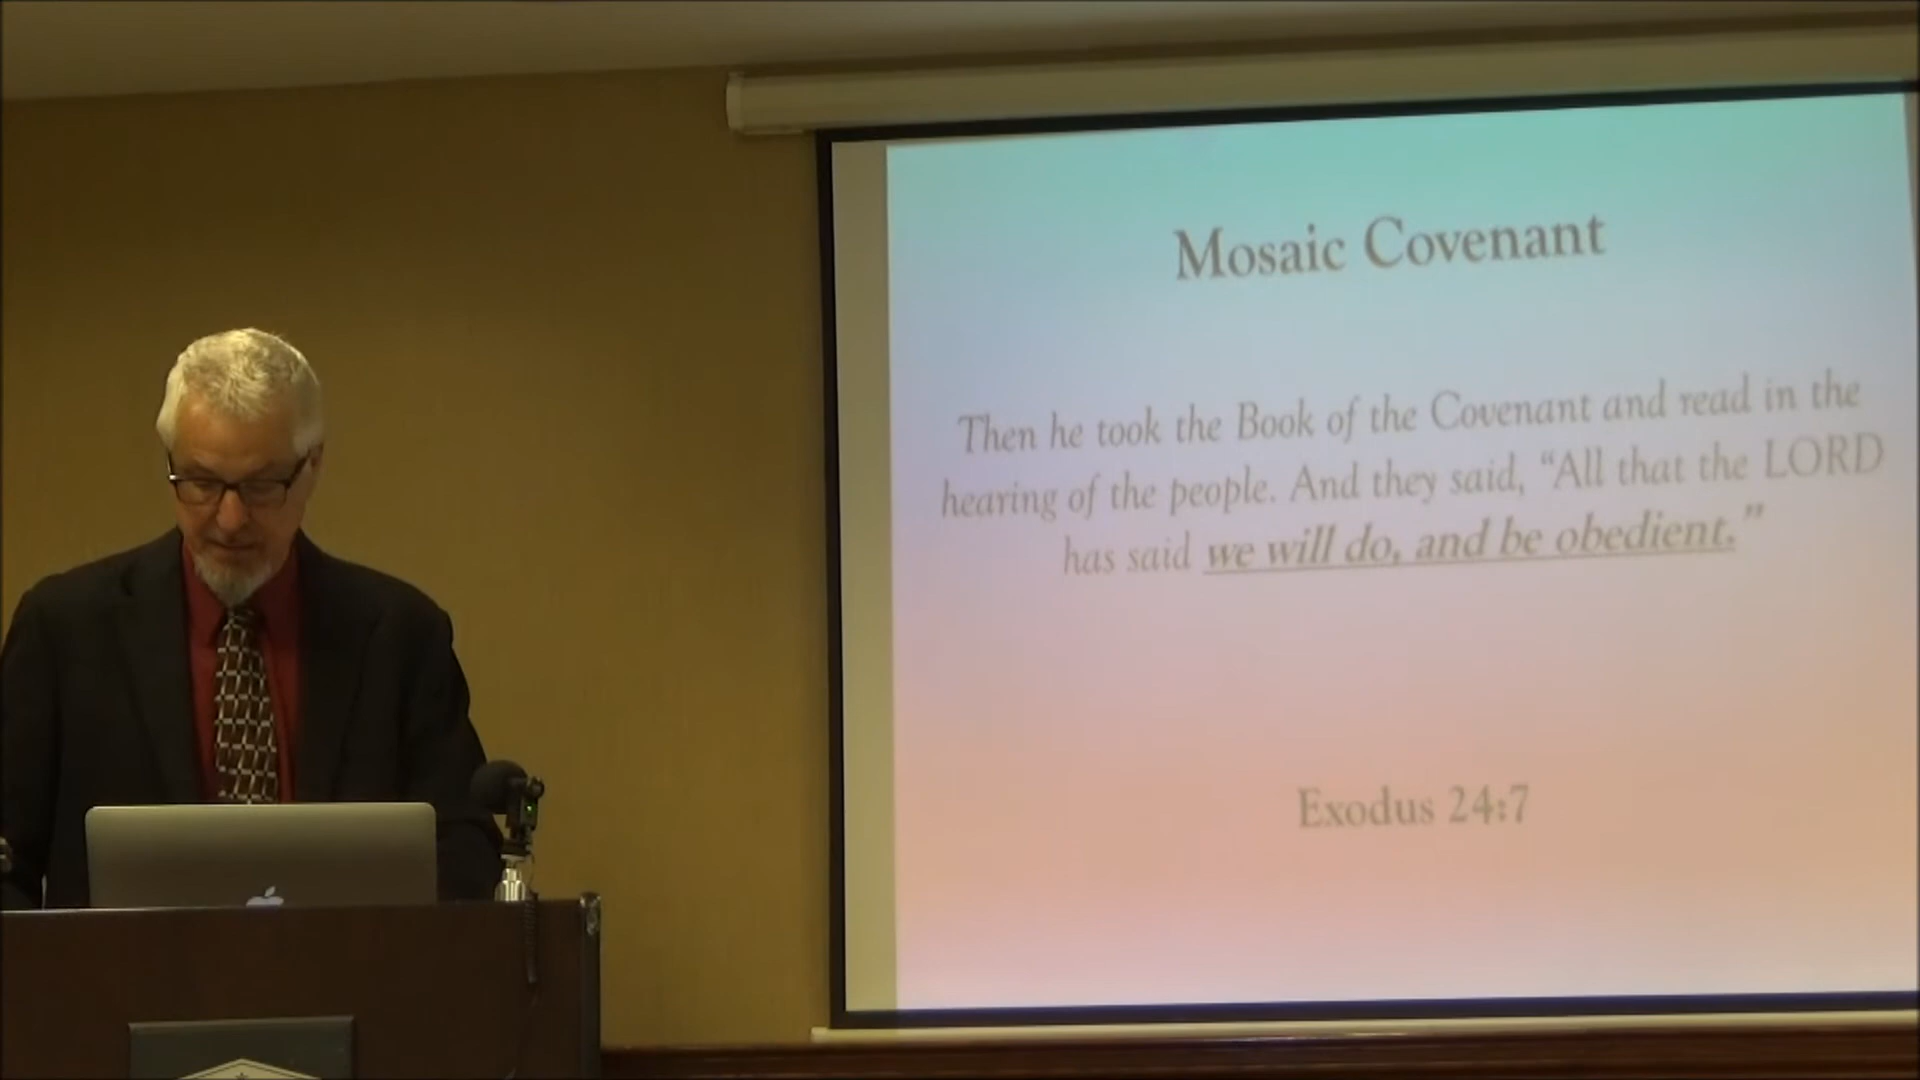 Mosaic Covenant
Then he took the Book of the Covenant and read in the
hearing of the people. And they said, “All that the LORD
has said we will do, and be obedient.”
Exodus 24:7